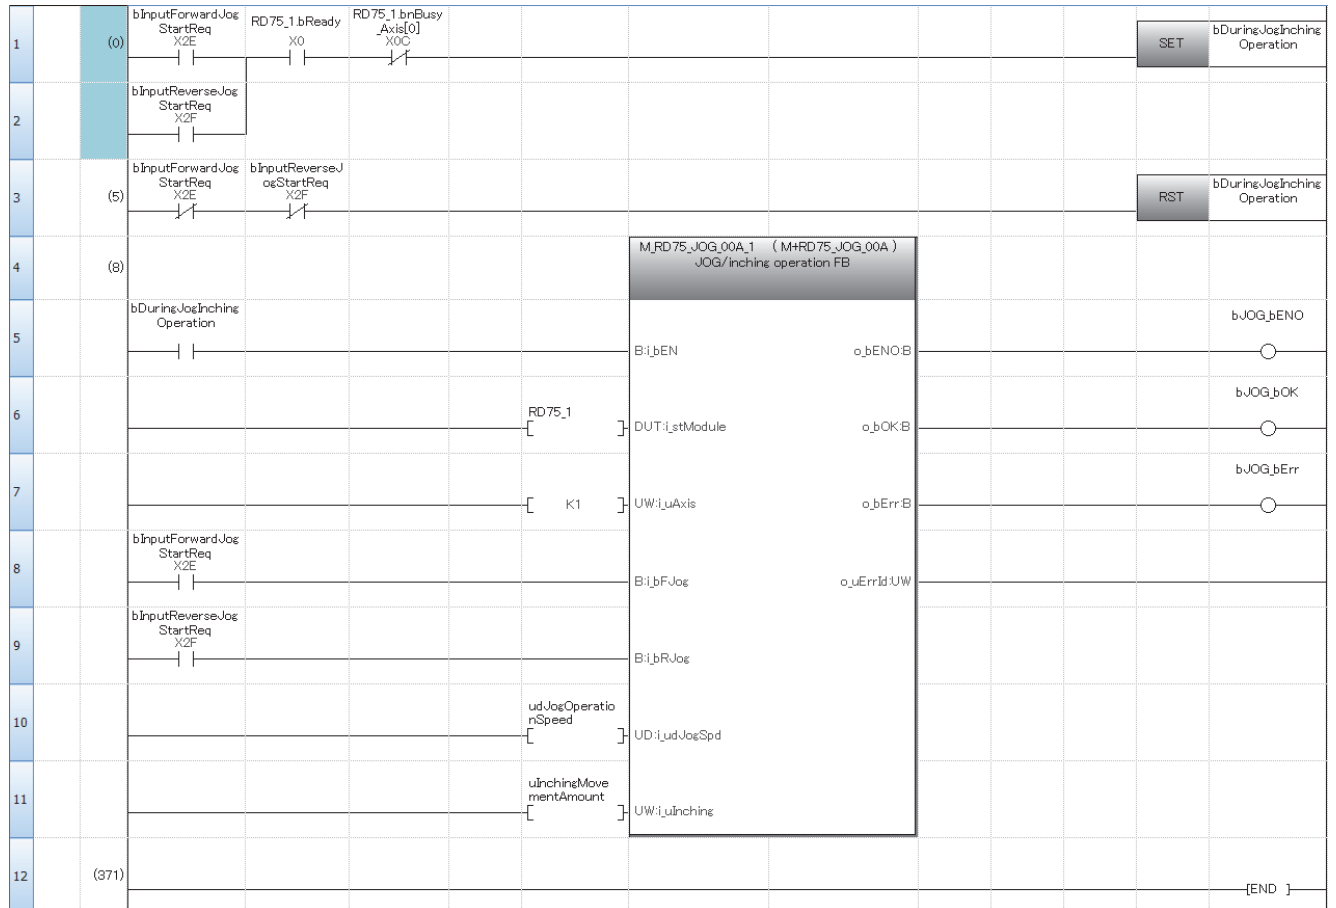 bInputForwardJog RD75_1.bReady RD75_1.bnBusy
StartReq _Axis[0]
1 (0) X2E X0 X0C SET bDuringJogInching
Operation
bInputReverseJog
StartReq
2 X2F
bInputForwardJog bInputReverseJ
StartReq ogStartReq
3 (5) X2E X2F RST bDuringJogInching
Operation
M_RD75_JOG_00A_1 (M+RD75_JOG_00A)
JOG/inching operation FB
4 (8)
bDuringJogInching
Operation
bJOG_bENO
5 B:i_bEN o_bENO:B
bJOG_bOK
RD75_1
6 DUT:i_stModule o_bOK:B
bJOG_bErr
7 K1 UW:i_uAxis o_bErr:B
bInputForwardJog
StartReq
8 X2E B:i_bFJog o_uErrId:UW
bInputReverseJog
StartReq
9 X2F B:i_bRJog
udJogOperatio
nSpeed
10 UD:i_udJogSpd
uInchingMove
mentAmount
11 UW:i_uInching
12 (371) [END ]